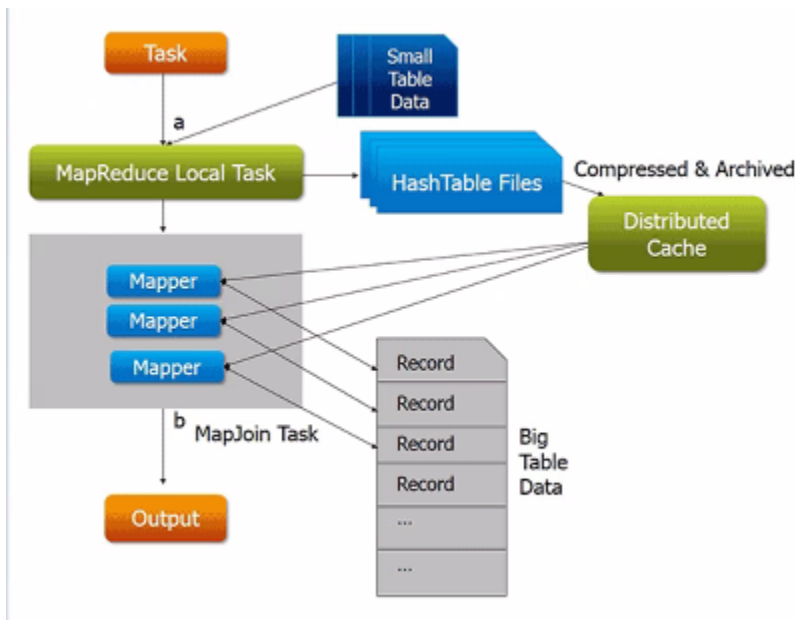 Task
Small
Table
Data
a
MapReduce Local Task
HashTable Files
Compressed & Archived
Distributed
Cache
Mapper
Mapper
Mapper
Record
Record
Record
Record
...
...
Big
Table
Data
b
MapJoin Task
Output